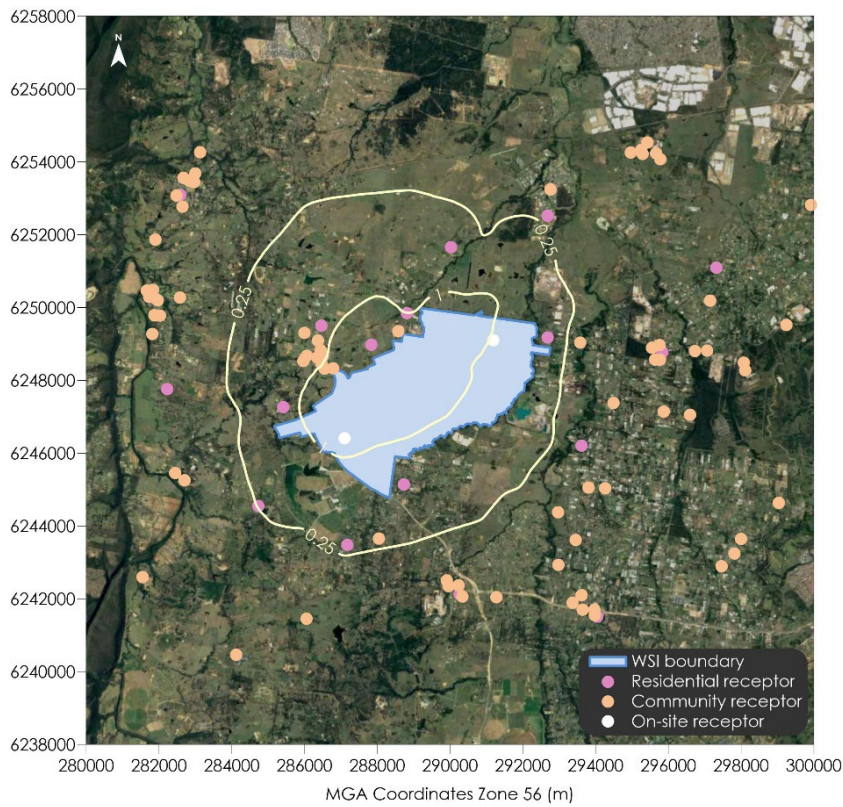 6258000
N
6256000
6254000
6252000
0.25
0.25
6250000
1
6248000
6246000
1
6244000
0.25
6242000
6240000
WSI boundary
Residential receptor
Community receptor
On-site receptor
6238000
280000 282000 284000 286000 288000 290000 292000 294000 296000 298000 300000
MGA Coordinates Zone 56 (m)